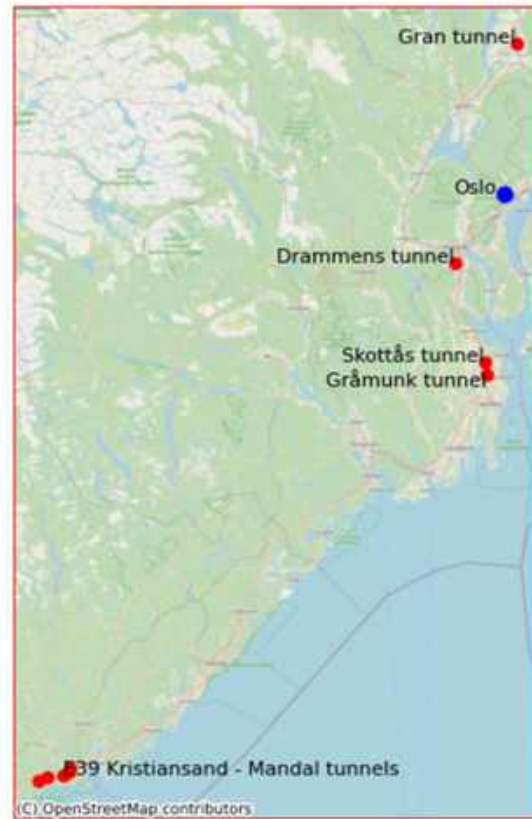 Gran tunnel
Oslo
Drammens tunnel
Skottås tunnel
Gråmunk tunnel
E39 Kristiansand - Mandal tunnels
(C) OpenStreetMap contributors